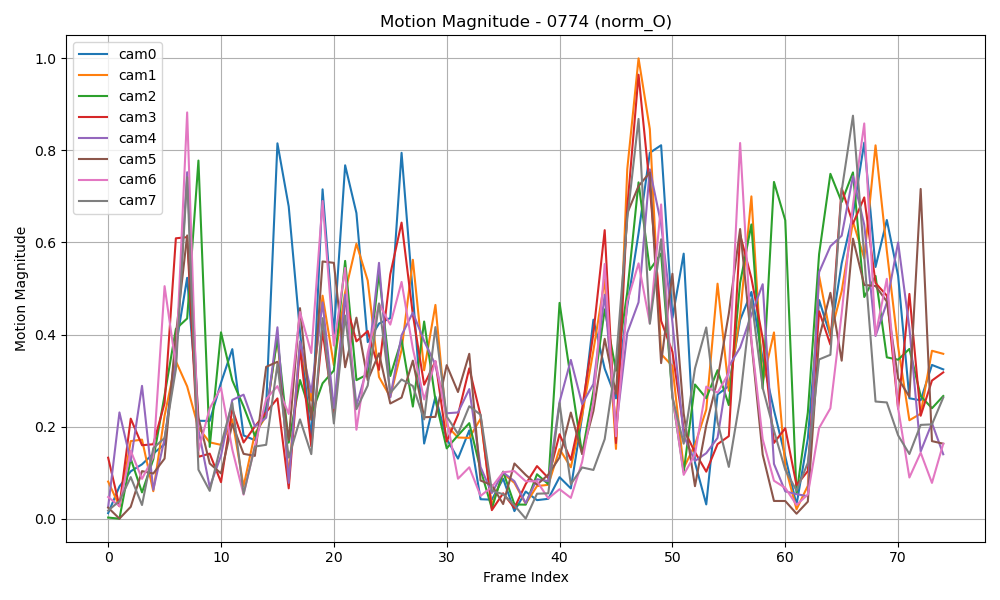 Motion Magnitude - 0774 (norm_O)
cam0
cam1
cam2
cam3
cam4
cam5
cam6
cam7
Motion Magnitude
1.0
0.8
0.6
0.4
0.2
0.0
0 10 20 30 40 50 60 70
Frame Index